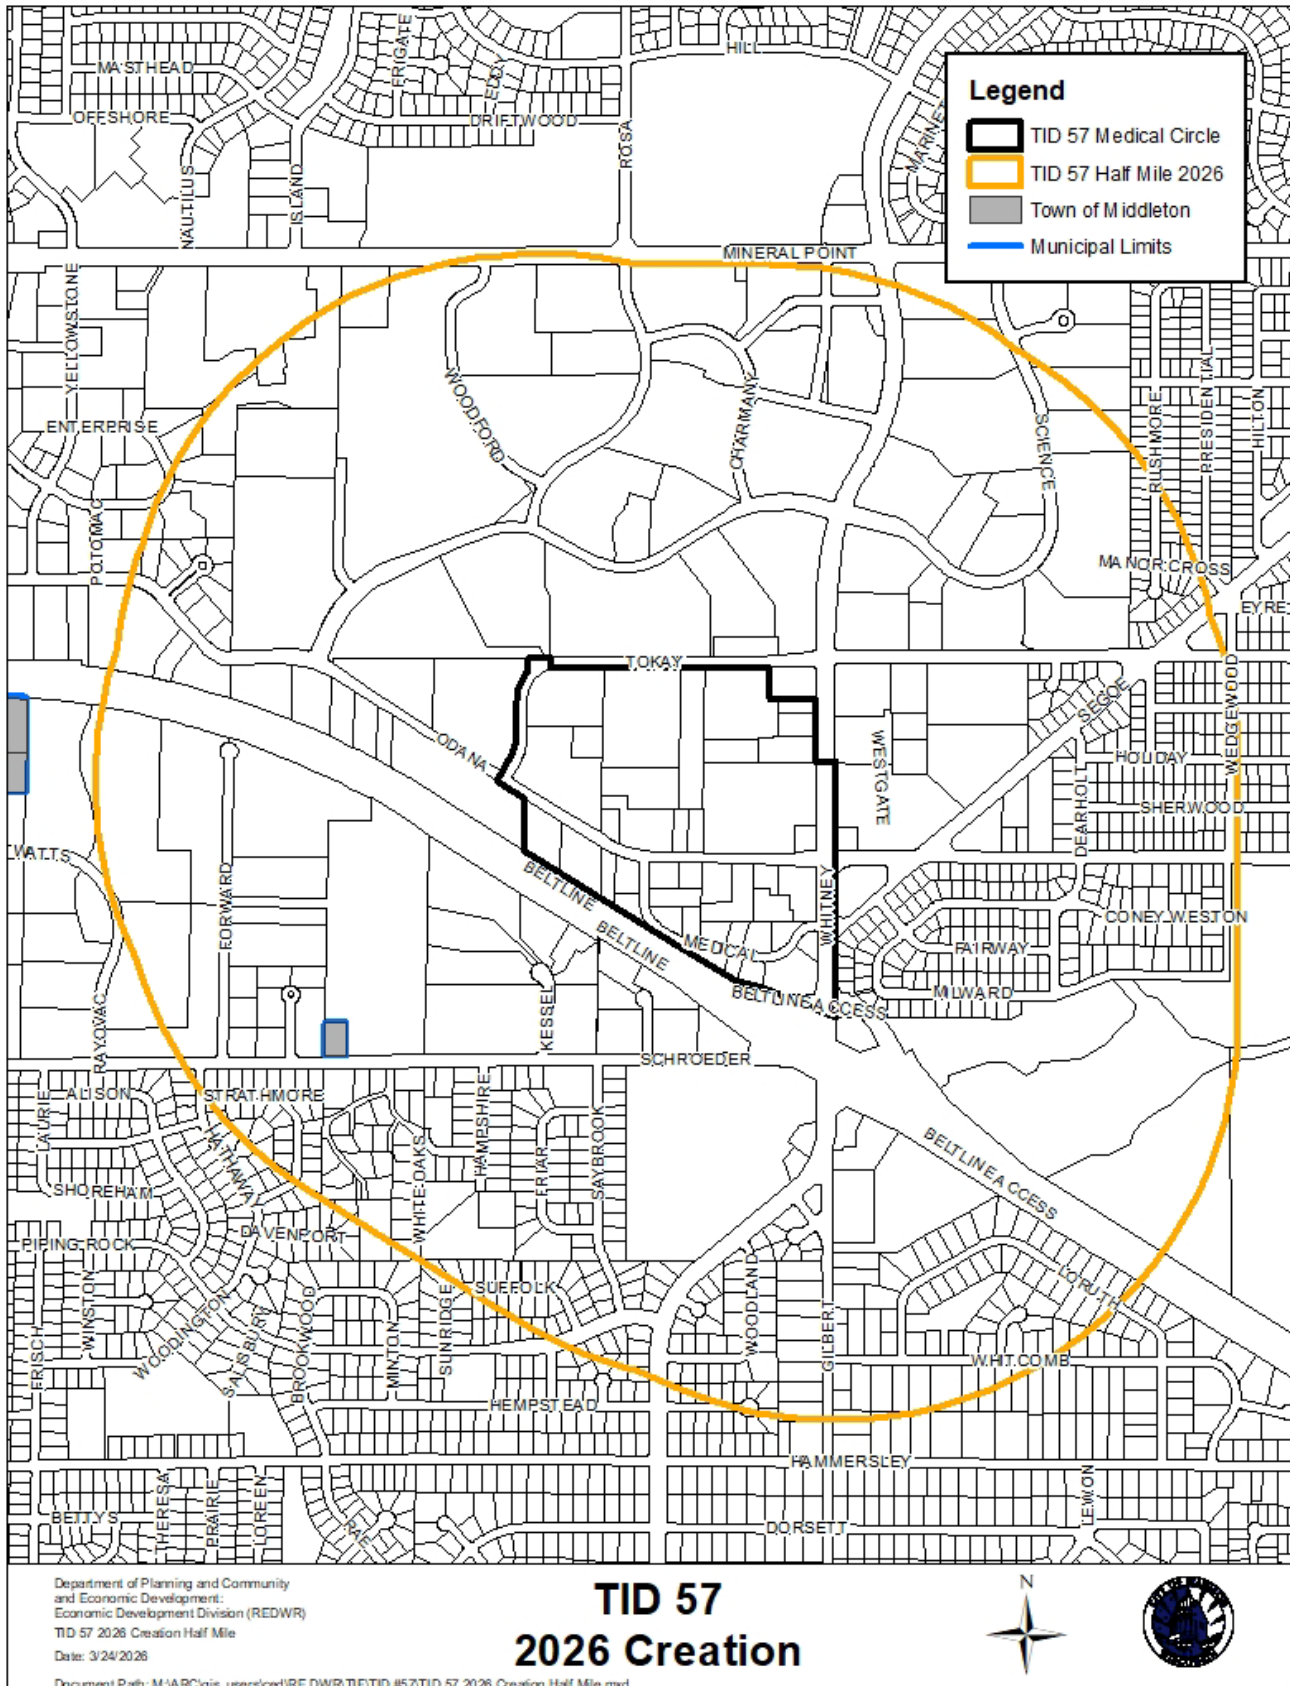 HILL
FRIGATE
MASTHEAD
EDDY
OFFSHORE
DRIFTWOOD
ROSA
MARINER
NAUTILUS
ISLAND
Legend
TID 57 Medical Circle
TID 57 Half Mile 2026
Town of Middleton
Municipal Limits
MINERAL POINT
YELLOWSTONE
WOODFORD
CHARMANY
SCIENCE
RUSHMORE
PRESIDENTIAL
HILTON
ENTERPRISE
POTOMAC
MANOR CROSS
EYRE
TOKAY
SEGOE
WEDGEWOOD
ODANA
WESTGATE
HOLIDAY
DEARHOLT
SHERWOOD
WATTS
FORWARD
BELTLINE
BELTLINE
WHITNEY
CONEY WESTON
MEDICAL
FAIRWAY
MILWARD
BELTLINE ACCESS
RAYOVAC
KESSEL
SCHROEDER
ALISON
STRATHMORE
LAURIE
HATHAWAY
WHITE OAKS
HAMPSHIRE
FRIAR
SAYBROOK
BELTLINE ACCESS
SHOREHAM
PIPING ROCK
DAVENPORT
WINSTON
WOODINGTON
SALISBURY
BROOKWOOD
MINTON
SUNRIDGE
SUFFOLK
WOODLAND
GILBERT
LORUTH
FRISCH
WHITCOMB
HEMPSTEAD
HAMMERSLEY
BETTYS
THERESA
PRAIRIE
LOREEN
RAE
DORSETT
LEWON
Department of Planning and Community
and Economic Development:
Economic Development Division (REDWR)
TID 57 2026 Creation Half Mile
Date: 3/24/2026
TID 57
2026 Creation
N